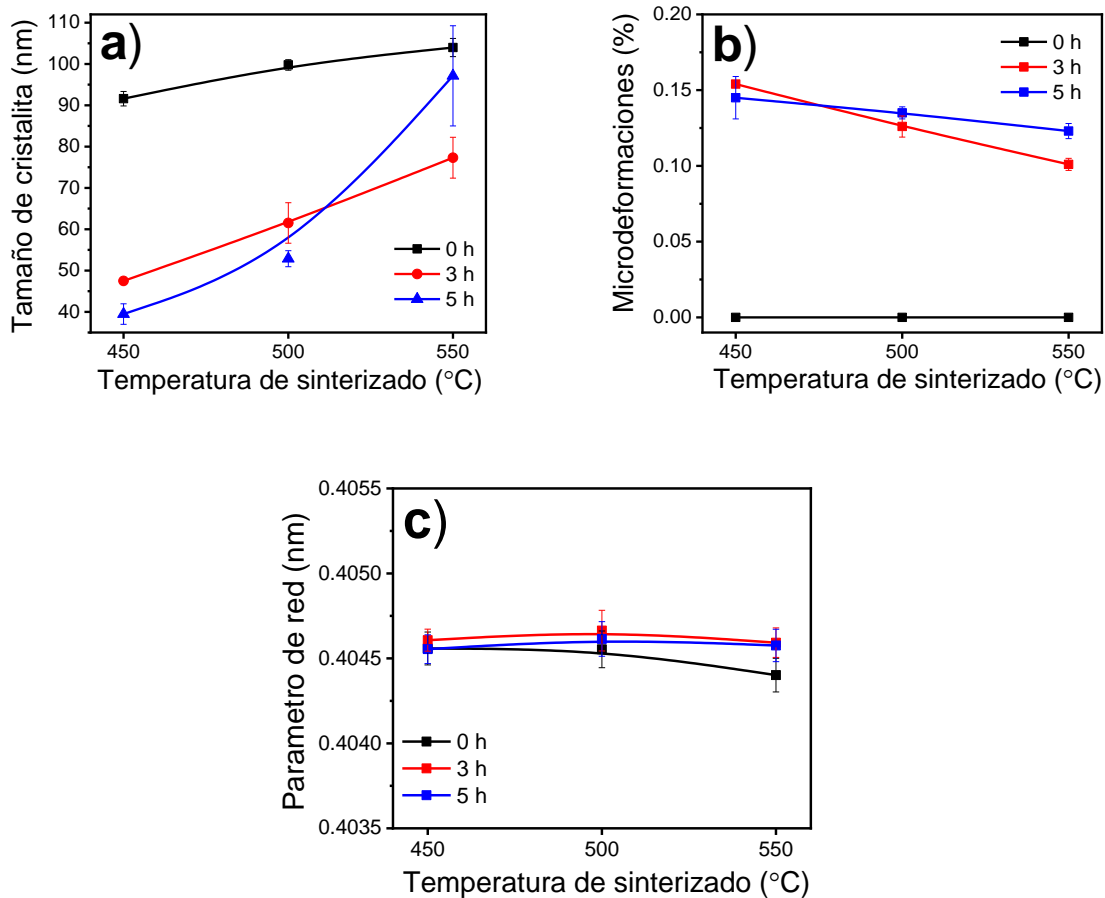 a)
110
100
90
80
70
60
50
40
Tamaño de cristalita (nm)
0 h
3 h
5 h
450
500
550
Temperatura de sinterizado (°C)
b)
0.20
0.15
0.10
0.05
0.00
Microdeformaciones (%)
0 h
3 h
5 h
450
500
550
Temperatura de sinterizado (°C)
c)
0.4055
0.4050
0.4045
0.4040
0.4035
Parametro de red (nm)
0 h
3 h
5 h
450
500
550
Temperatura de sinterizado (°C)